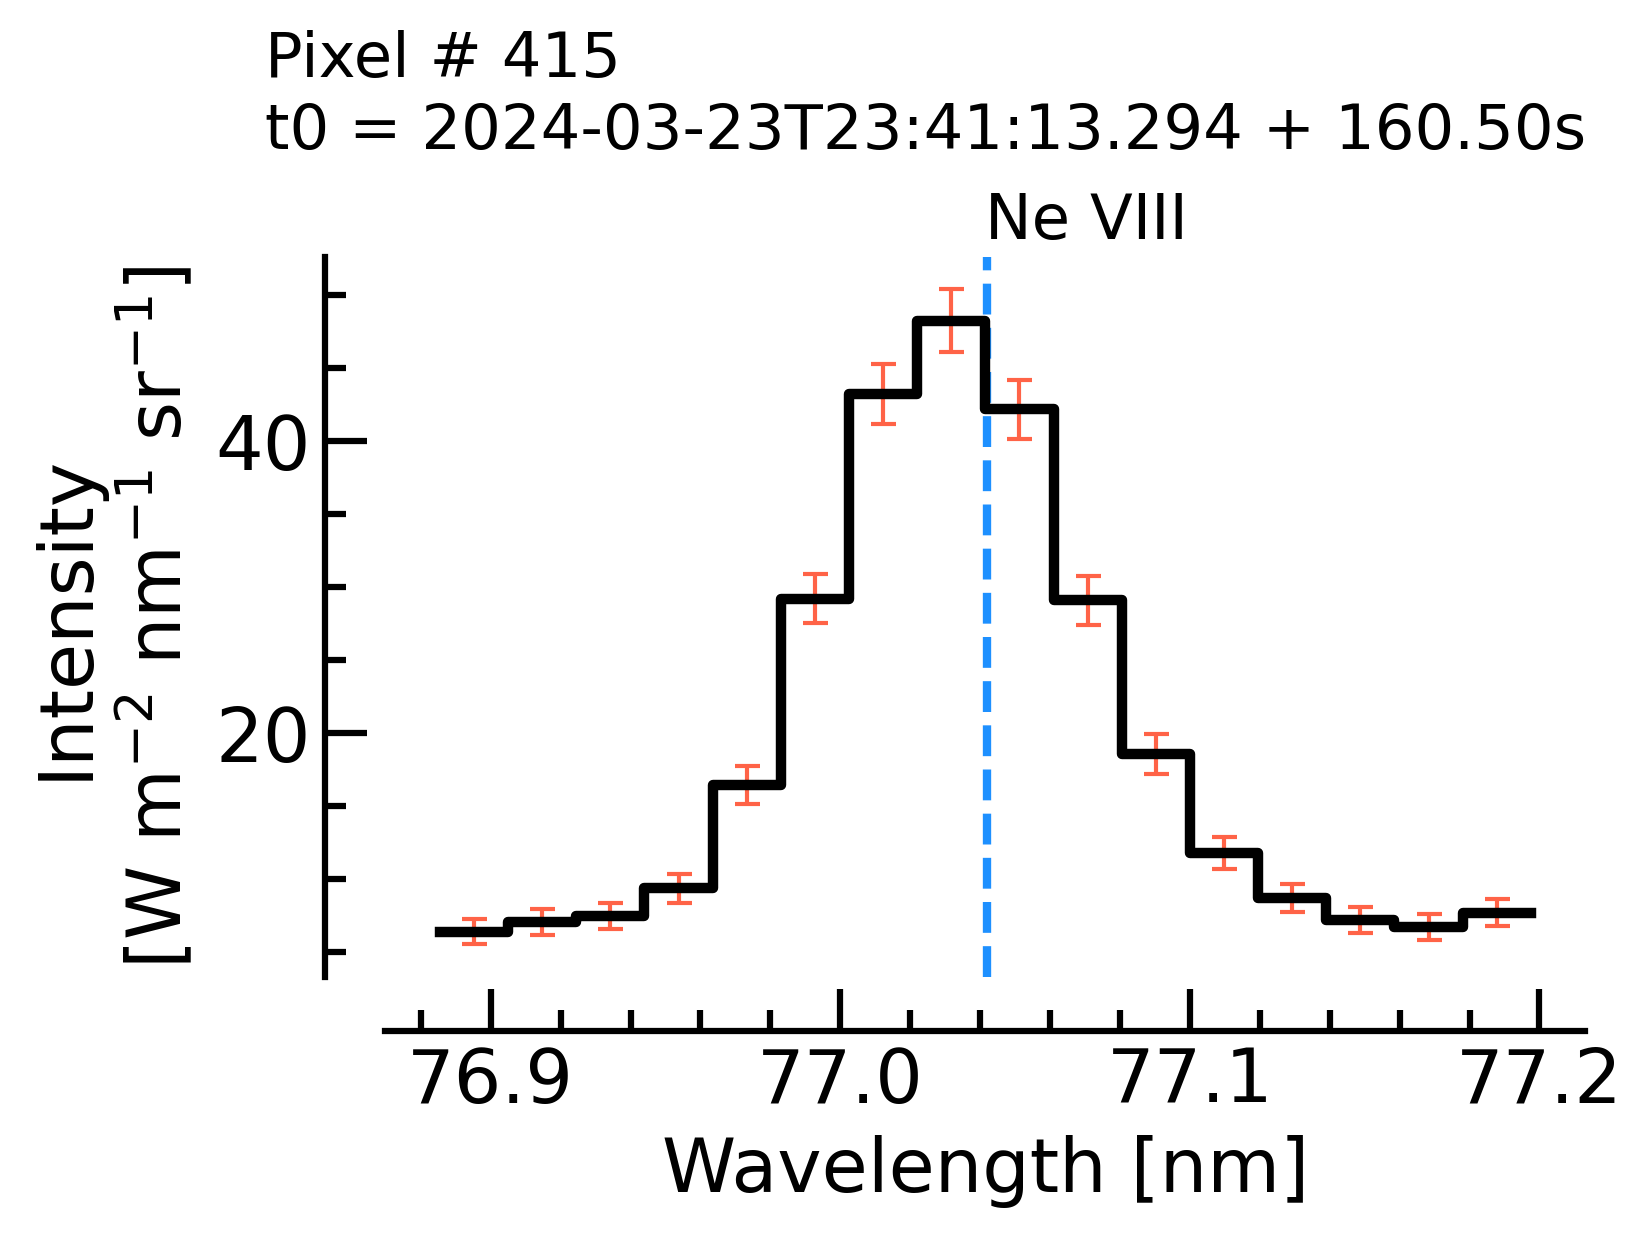 Pixel # 415
t0 = 2024-03-23T23:41:13.294 + 160.50s
Ne VIII
Intensity
[W m⁻² nm⁻¹ sr⁻¹]
40
20
76.9 77.0 77.1 77.2
Wavelength [nm]